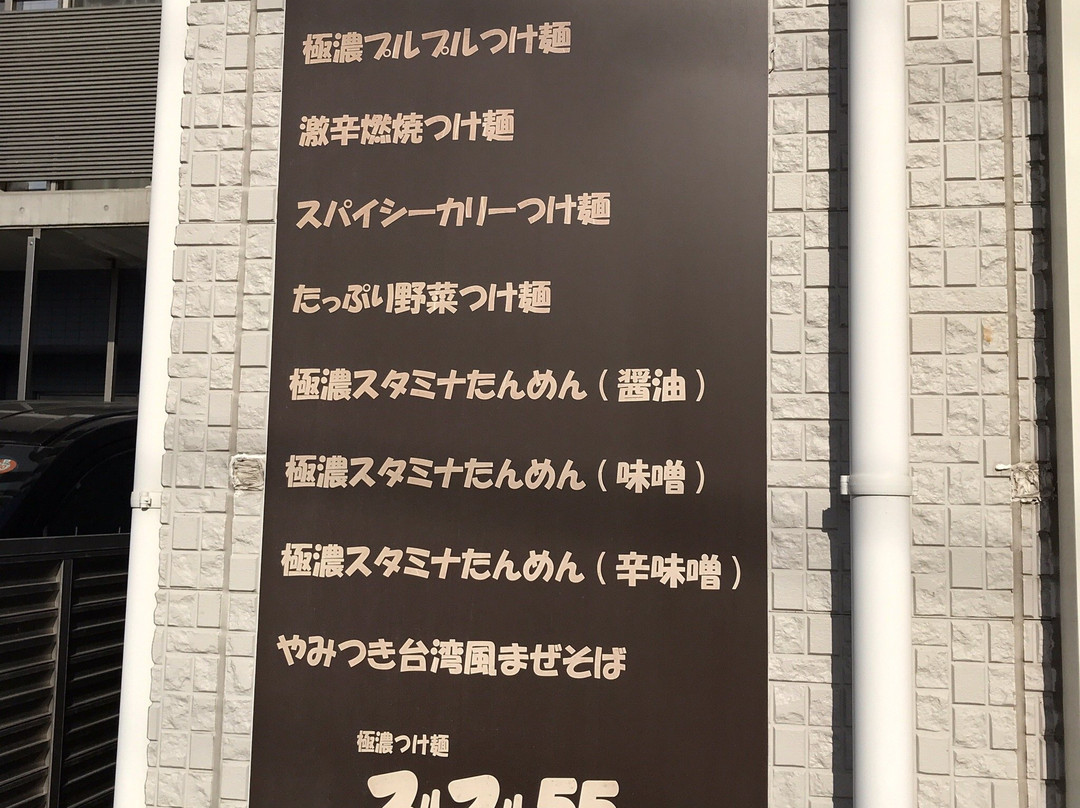 極濃プルプルつけ麺
激辛燃焼つけ麺
スパイシーカリーつけ麺
たっぷり野菜つけ麺
極濃スタミナたんめん（醤油）
極濃スタミナたんめん（味噌）
極濃スタミナたんめん（辛味噌）
やみつき台湾風まぜそば
極濃つけ麺